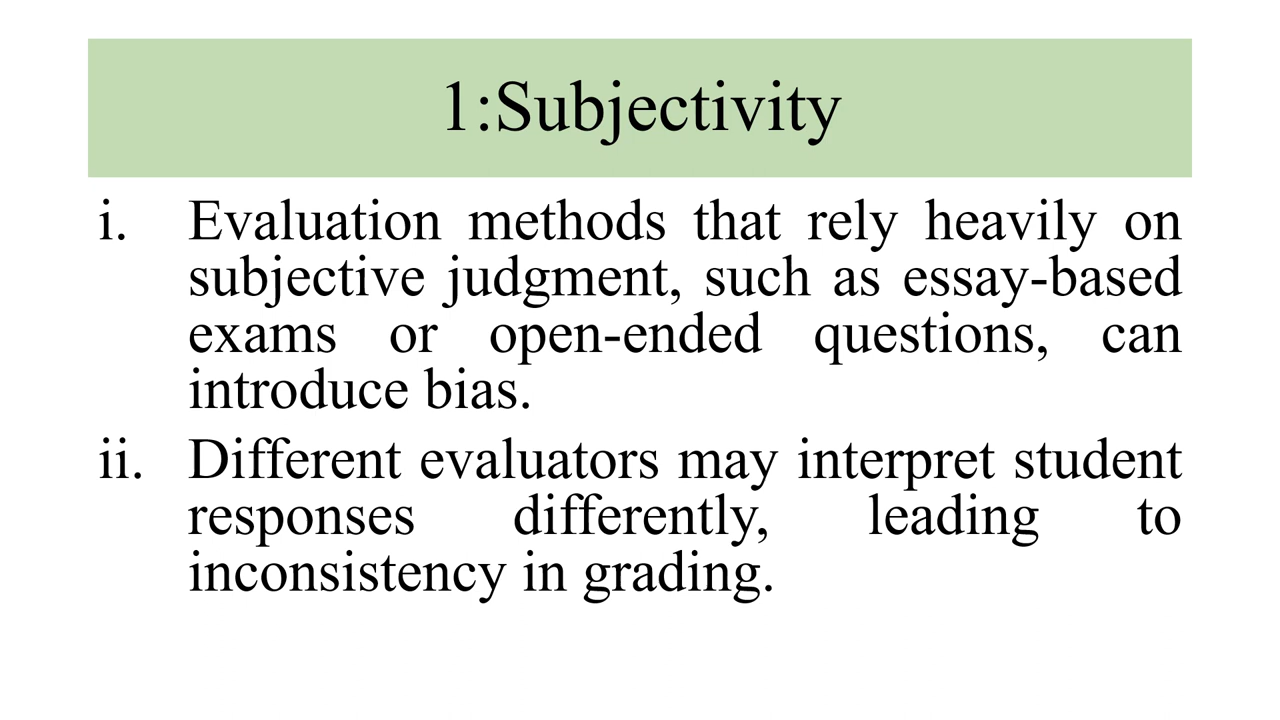 1:Subjectivity
i. Evaluation methods that rely heavily on
subjective judgment, such as essay-based
exams or open-ended questions, can
introduce bias.
ii. Different evaluators may interpret student
responses differently, leading to
inconsistency in grading.